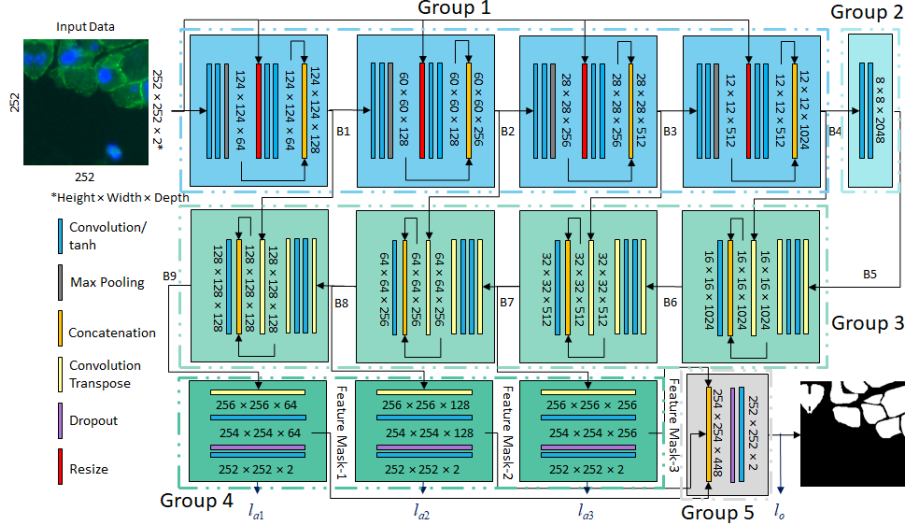 Group 1
Group 2
Input Data
252
252
252 × 252 × 2*
*Height × Width × Depth
124 × 124 × 64
124 × 124 × 64
124 × 124 × 128
B1
60 × 60 × 128
60 × 60 × 128
60 × 60 × 256
B2
28 × 28 × 256
28 × 28 × 256
28 × 28 × 512
B3
12 × 12 × 512
12 × 12 × 512
12 × 12 × 1024
B4
8 × 8 × 2048
Convolution/
tanh
Max Pooling
Concatenation
Convolution
Transpose
Dropout
Resize
B9
128 × 128 × 128
128 × 128 × 128
128 × 128 × 128
B8
64 × 64 × 256
64 × 64 × 256
64 × 64 × 256
B7
32 × 32 × 512
32 × 32 × 512
32 × 32 × 512
B6
16 × 16 × 1024
16 × 16 × 1024
16 × 16 × 1024
B5
Group 3
256 × 256 × 64
254 × 254 × 64
252 × 252 × 2
Feature Mask-1
256 × 256 × 128
254 × 254 × 128
252 × 252 × 2
Feature Mask-2
256 × 256 × 256
254 × 254 × 256
252 × 252 × 2
Feature Mask-3
254 × 254 × 448
252 × 252 × 2
Group 4
Group 5
la1
la2
la3
lo